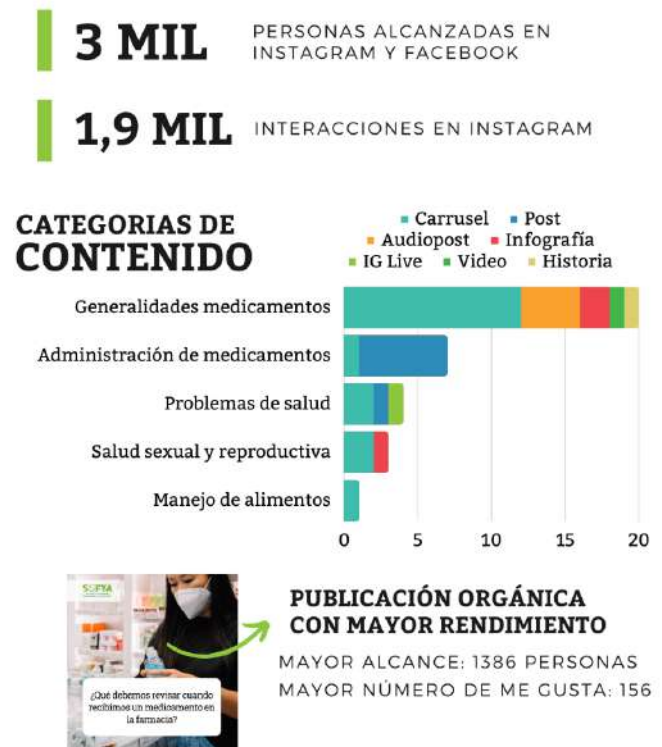 3 MIL
PERSONAS ALCANZADAS EN
INSTAGRAM Y FACEBOOK
1,9 MIL
INTERACCIONES EN INSTAGRAM
CATEGORIAS DE
CONTENIDO
Carrusel Post
Audiopost Infografía
IG Live Video Historia
Generalidades medicamentos
Administración de medicamentos
Problemas de salud
Salud sexual y reproductiva
Manejo de alimentos
0 5 10 15 20
SOFYA
¿Qué debemos revisar cuando
recibimos un medicamento en
la farmacia?
PUBLICACIÓN ORGÁNICA
CON MAYOR RENDIMIENTO
MAYOR ALCANCE: 1386 PERSONAS
MAYOR NÚMERO DE ME GUSTA: 156